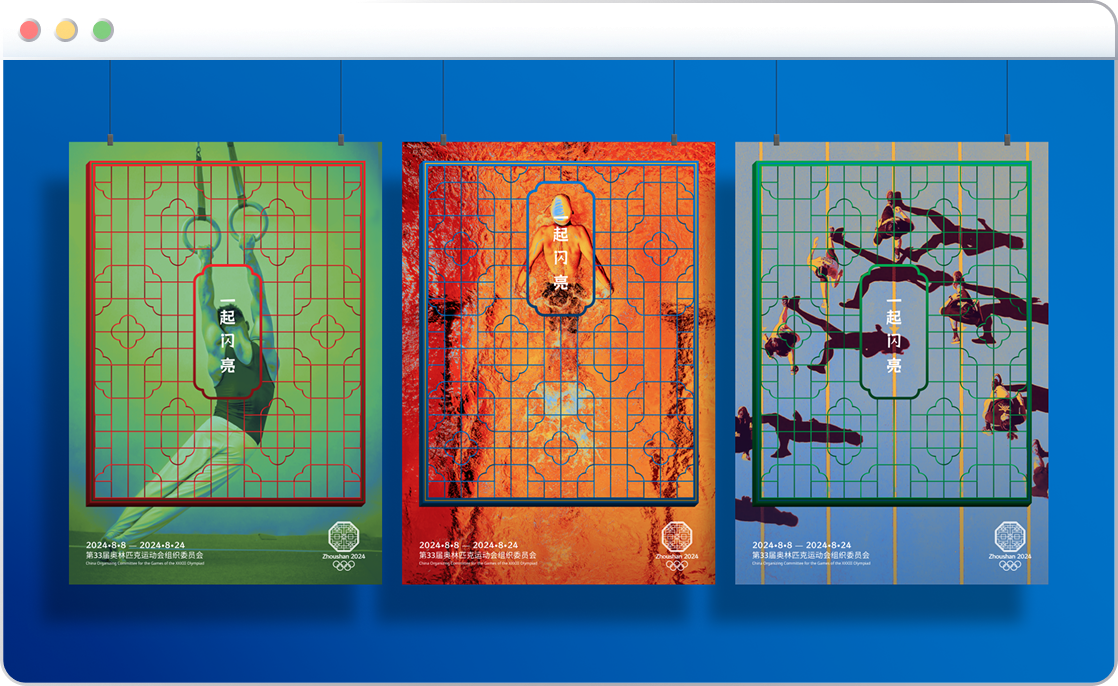 一起闪亮
2024•8•8 — 2024•8•24
第33届奥林匹克运动会组织委员会
China Organizing Committee for the Games of the XXXIII Olympiad
Zhoushan 2024
一起闪亮
2024•8•8 — 2024•8•24
第33届奥林匹克运动会组织委员会
China Organizing Committee for the Games of the XXXIII Olympiad
Zhoushan 2024
一起闪亮
2024•8•8 — 2024•8•24
第33届奥林匹克运动会组织委员会
China Organizing Committee for the Games of the XXXIII Olympiad
Zhoushan 2024